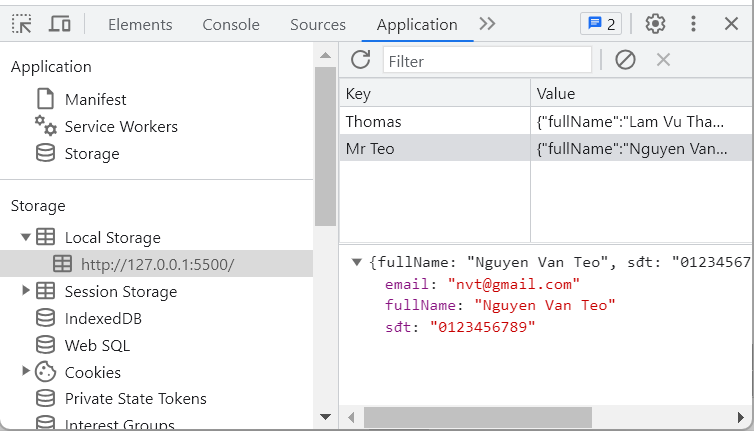 Elements Console Sources Application 2
Application
Manifest
Service Workers
Storage
Storage
Local Storage
http://127.0.0.1:5500/
Session Storage
IndexedDB
Web SQL
Cookies
Private State Tokens
Interest Groups
Filter
Key Value
Thomas {"fullName":"Lam Vu Tha...
Mr Teo {"fullName":"Nguyen Van...
{fullName: "Nguyen Van Teo", sđt: "01234567
email: "nvt@gmail.com"
fullName: "Nguyen Van Teo"
sđt: "0123456789"